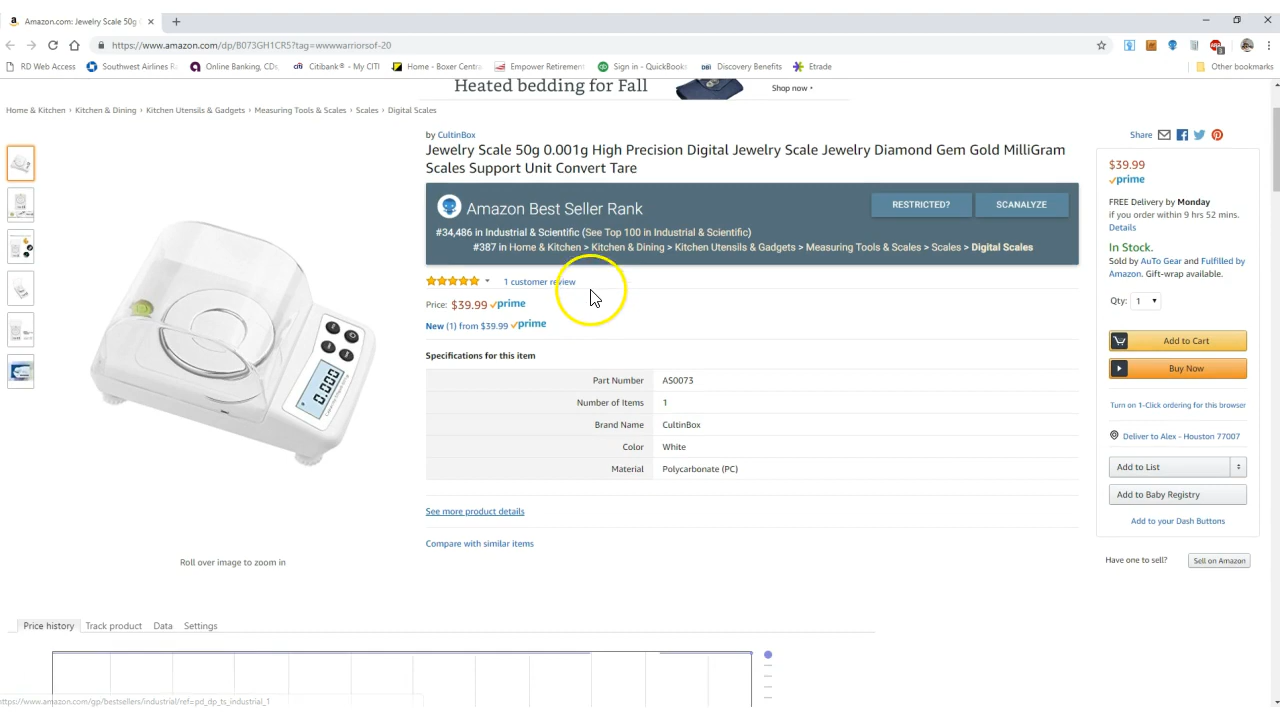 Amazon.com: Jewelry Scale 50g
https://www.amazon.com/dp/B073GH1CR5?tag=wwwwarriorsof-20
RD Web Access
Southwest Airlines
Online Banking, CDs
Citibank® - My CITI
Home - Boxer Centra
Empower Retirement
Sign in - QuickBooks
Discovery Benefits
Etrade
Other bookmarks
Heated bedding for Fall
Shop now
Home & Kitchen › Kitchen & Dining › Kitchen Utensils & Gadgets › Measuring Tools & Scales › Scales › Digital Scales
by CultinBox
Jewelry Scale 50g 0.001g High Precision Digital Jewelry Scale Jewelry Diamond Gem Gold MilliGram
Scales Support Unit Convert Tare
Amazon Best Seller Rank
RESTRICTED?
SCANALYZE
#34,486 in Industrial & Scientific (See Top 100 in Industrial & Scientific)
#387 in Home & Kitchen > Kitchen & Dining > Kitchen Utensils & Gadgets > Measuring Tools & Scales > Scales > Digital Scales
1 customer review
Price: $39.99 prime
New (1) from $39.99 prime
Specifications for this item
Part Number AS0073
Number of Items 1
Brand Name CultinBox
Color White
Material Polycarbonate (PC)
See more product details
Compare with similar items
0.000
Roll over image to zoom in
Share
$39.99
prime
FREE Delivery by Monday
if you order within 9 hrs 52 mins.
Details
In Stock.
Sold by AuTo Gear and Fulfilled by
Amazon. Gift-wrap available.
Qty: 1
Add to Cart
Buy Now
Turn on 1-Click ordering for this browser
Deliver to Alex - Houston 77007
Add to List
Add to Baby Registry
Add to your Dash Buttons
Have one to sell?
Sell on Amazon
Price history
Track product
Data
Settings
https://www.amazon.com/gp/bestsellers/industrial/ref=pd_dp_ts_industrial_1